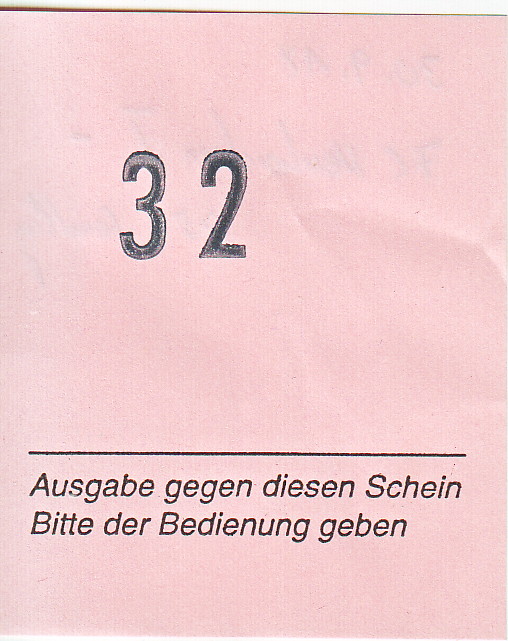 32
Ausgabe gegen diesen Schein
Bitte der Bedienung geben